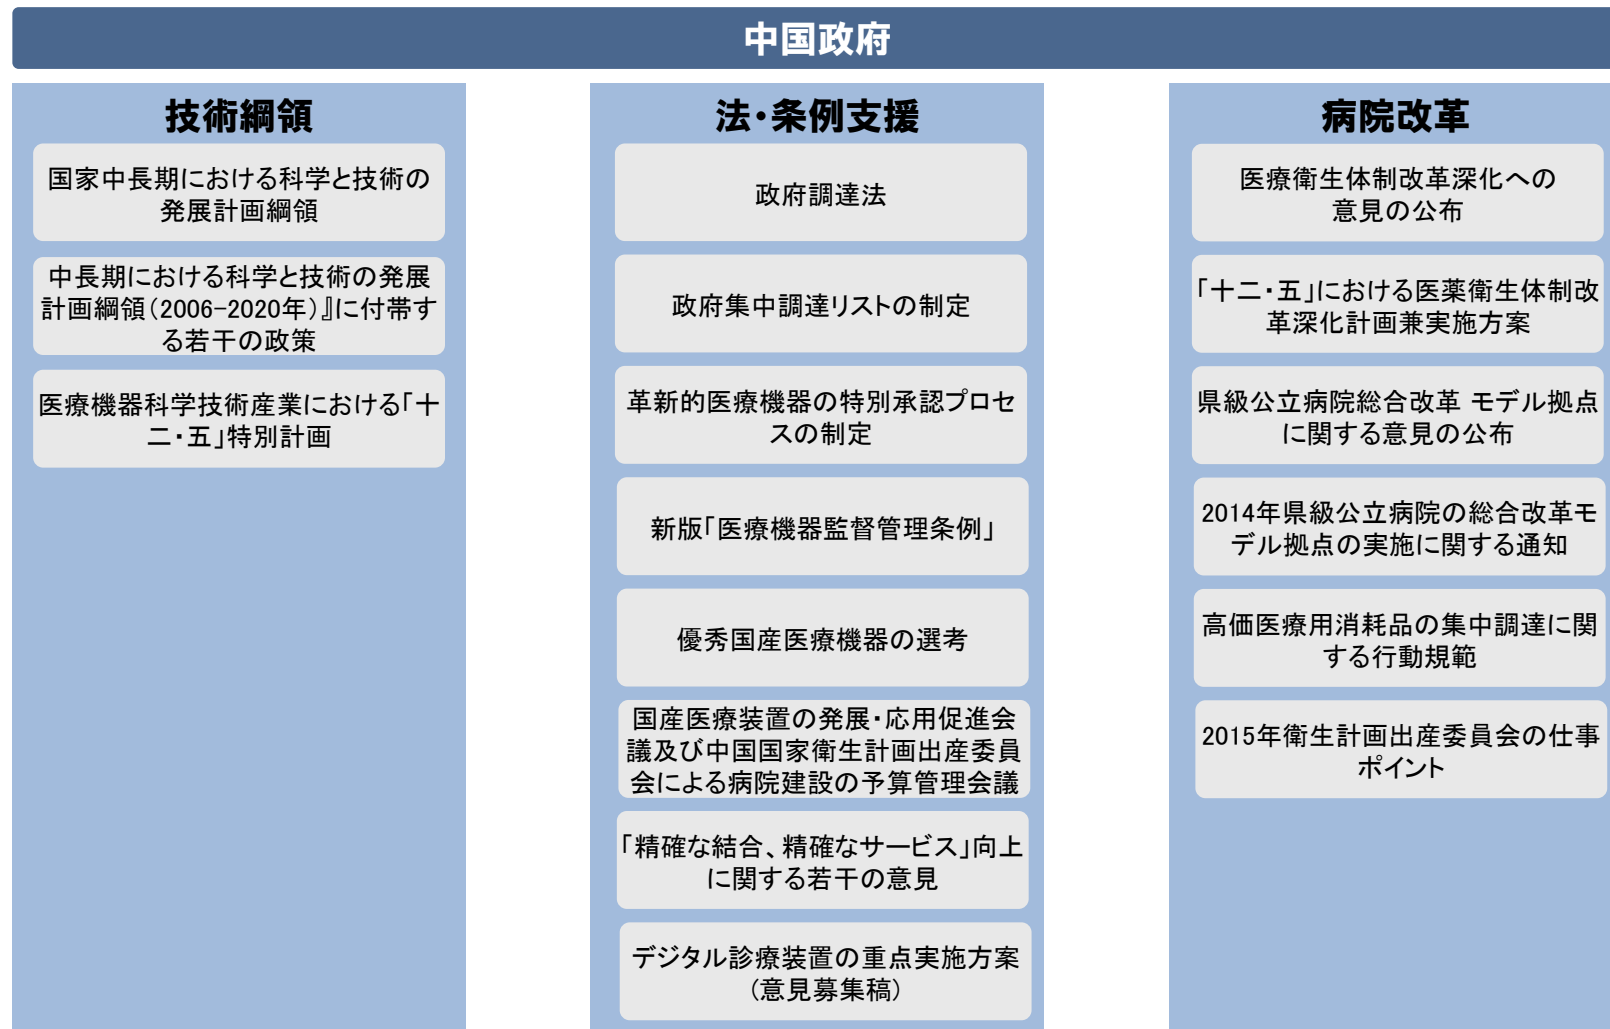 中国政府
技術綱領
国家中長期における科学と技術の
発展計画綱領
中長期における科学と技術の発展
計画綱領（2006-2020年）』に付帯す
る若干の政策
医療機器科学技術産業における「十
二・五」特別計画
法・条例支援
政府調達法
政府集中調達リストの制定
革新的医療機器の特別承認プロセ
スの制定
新版「医療機器監督管理条例」
優秀国産医療機器の選考
国産医療装置の発展・応用促進会
議及び中国国家衛生計画出産委員
会による病院建設の予算管理会議
「精確な結合、精確なサービス」向上
に関する若干の意見
デジタル診療装置の重点実施方案
（意見募集稿）
病院改革
医療衛生体制改革深化への
意見の公布
「十二・五」における医薬衛生体制改
革深化計画兼実施方案
県級公立病院総合改革 モデル拠点
に関する意見の公布
2014年県級公立病院の総合改革モ
デル拠点の実施に関する通知
高価医療用消耗品の集中調達に関
する行動規範
2015年衛生計画出産委員会の仕事
ポイント